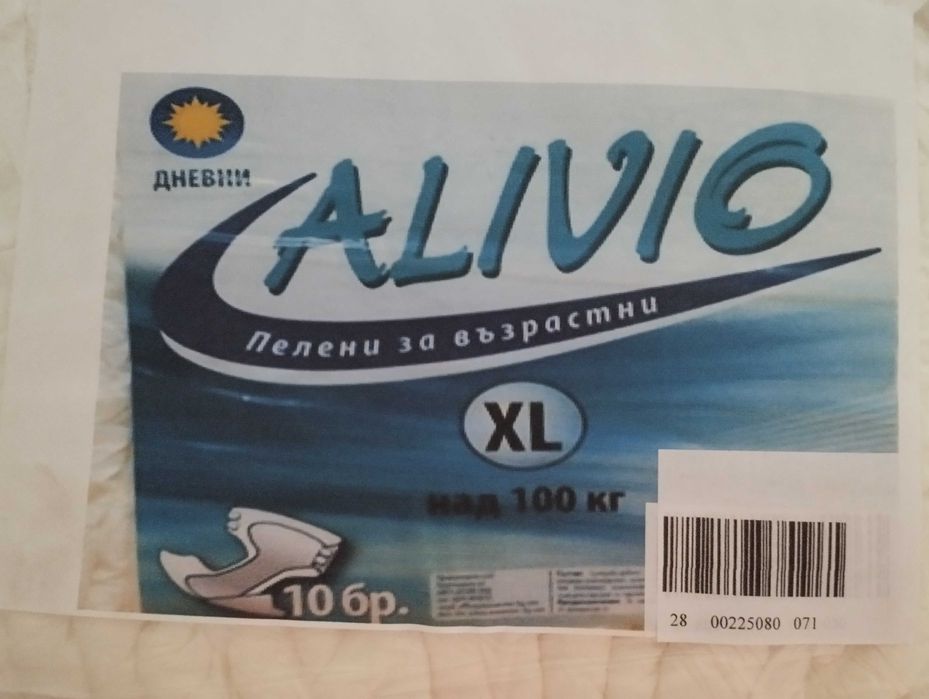 ДНЕВНИ
ALIVIO
Пелени за възрастни
XL
над 100 кг
10 бр.
28 00225080 071